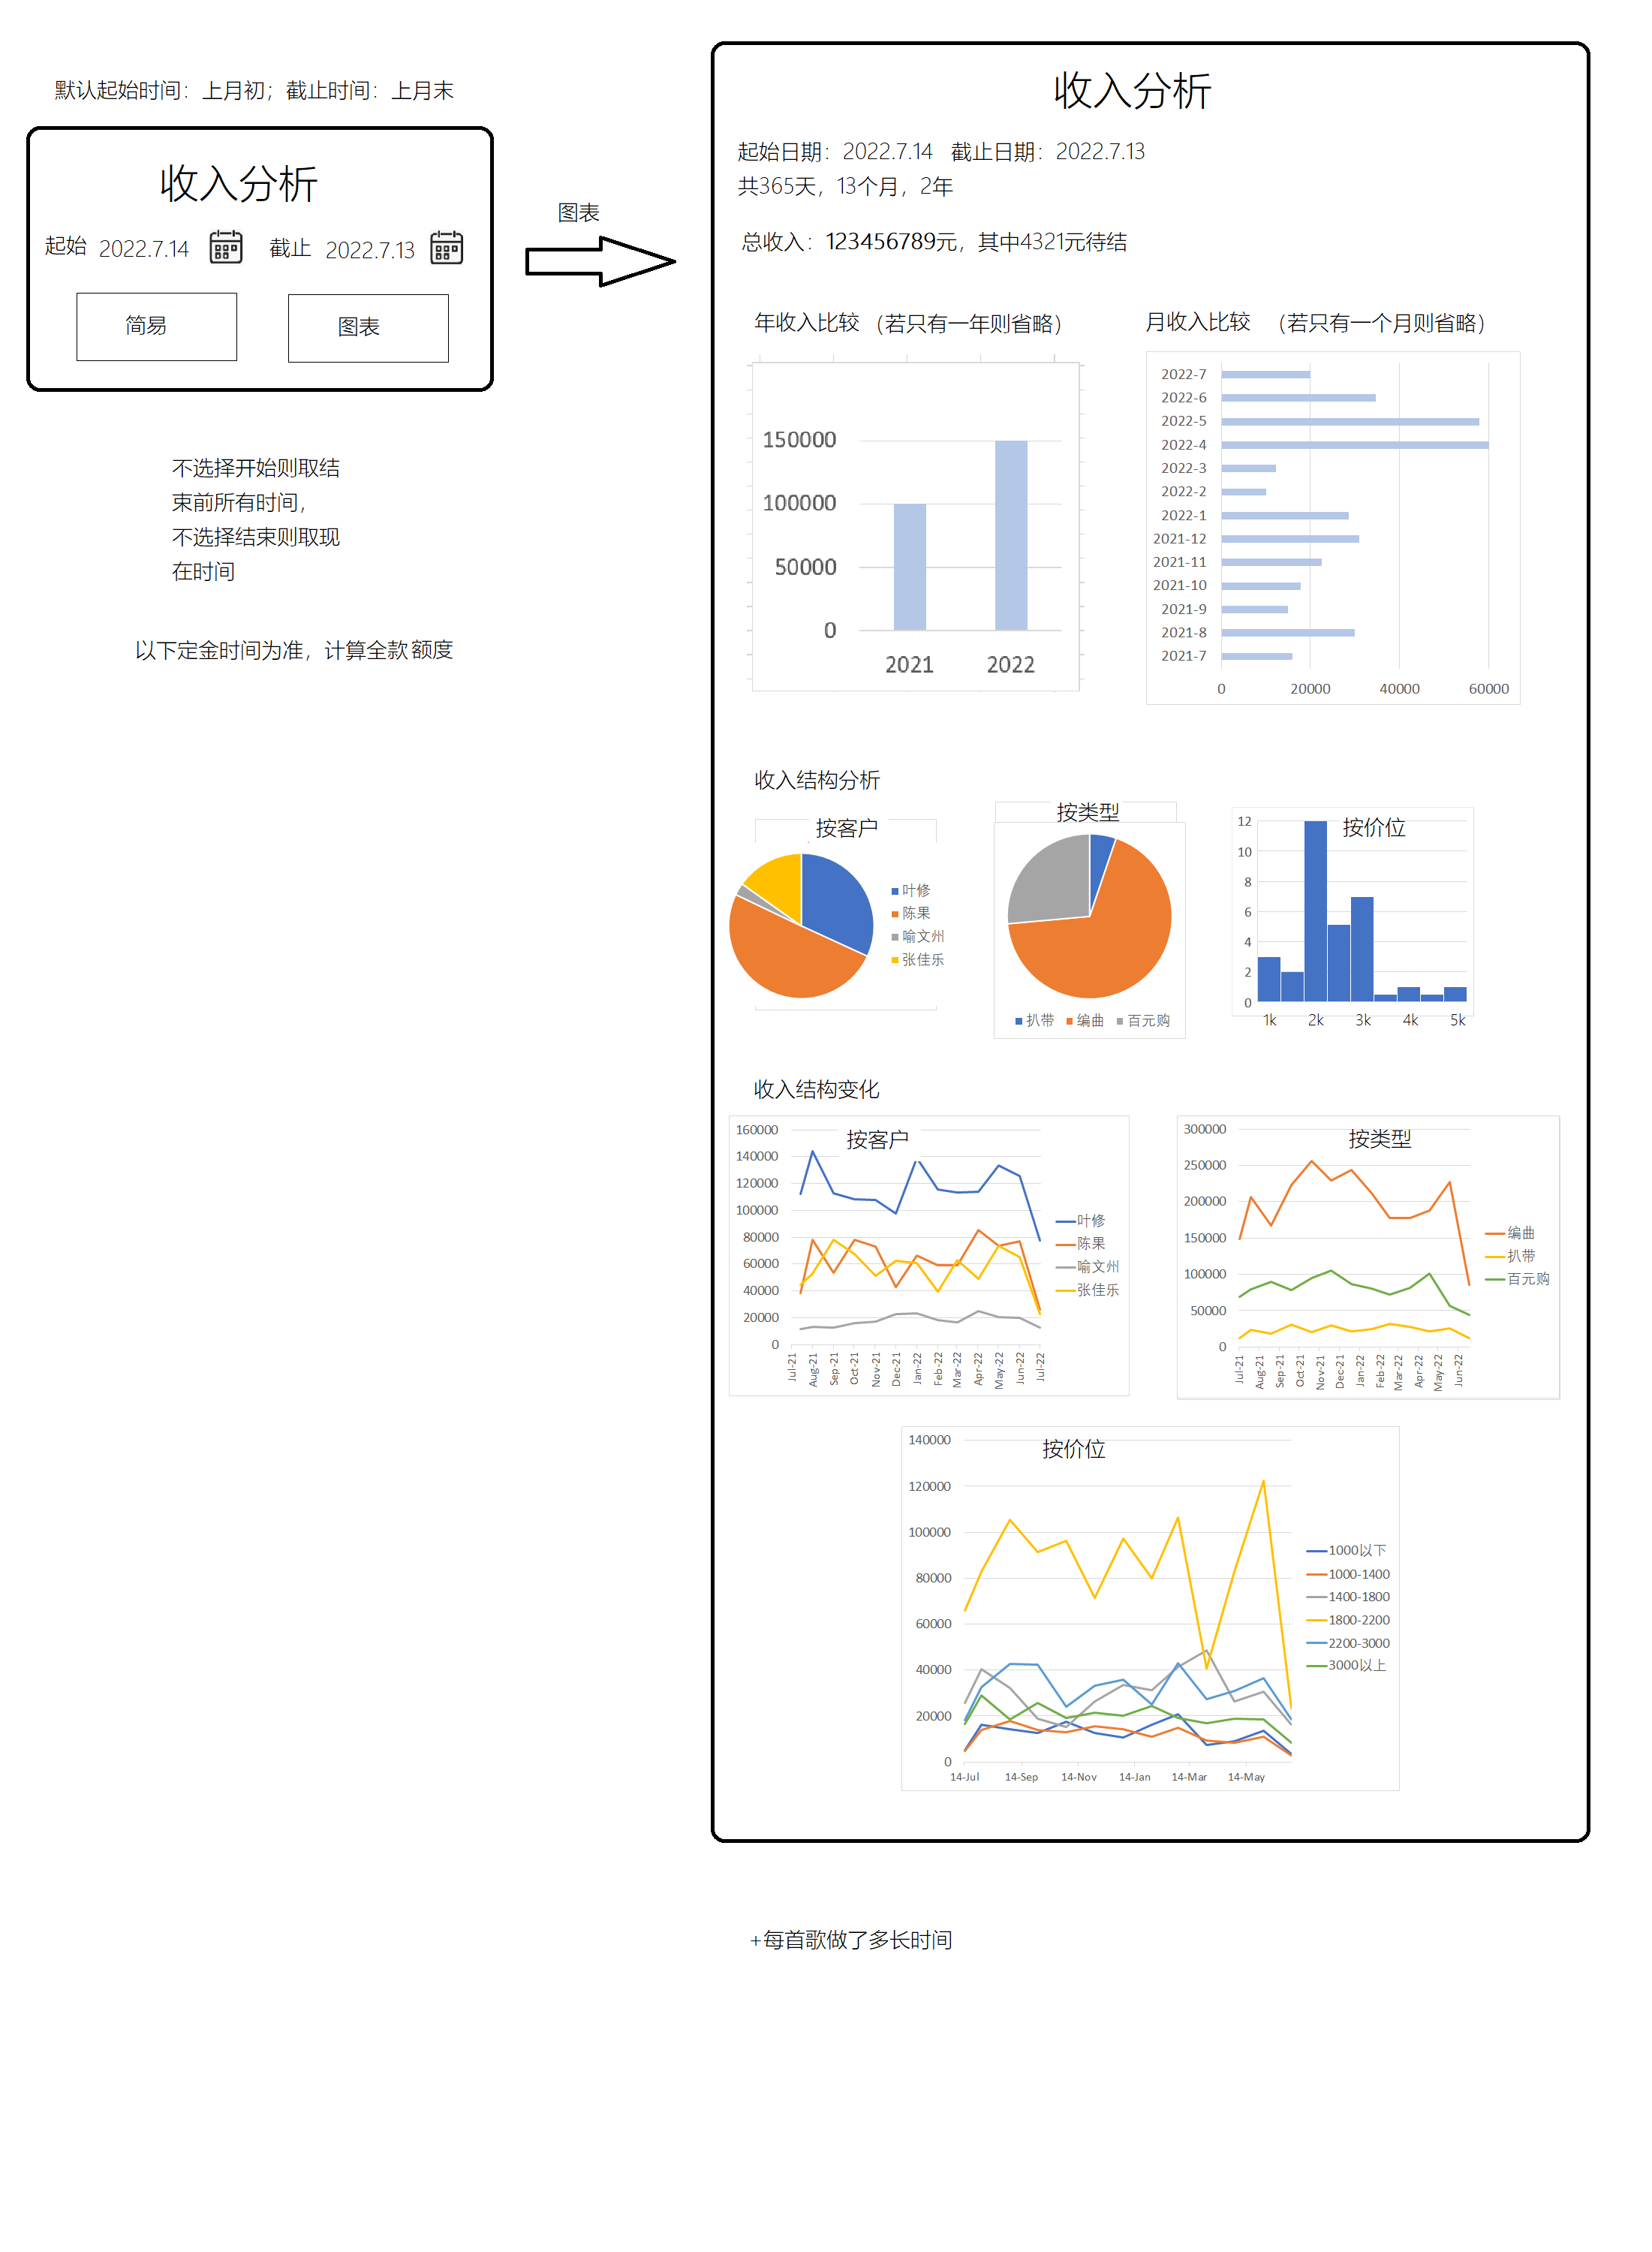 默认起始时间：上月初；截止时间：上月末
收入分析
起始 2022.7.14 截止 2022.7.13
简易 图表
不选择开始则取结
束前所有时间，
不选择结束则取现
在时间
以下定金时间为准，计算全款额度
图表
收入分析
起始日期：2022.7.14 截止日期：2022.7.13
共365天，13个月，2年
总收入：123456789元，其中4321元待结
年收入比较 （若只有一年则省略）
150000
100000
50000
0
2021 2022
月收入比较 （若只有一个月则省略）
2022-7
2022-6
2022-5
2022-4
2022-3
2022-2
2022-1
2021-12
2021-11
2021-10
2021-9
2021-8
2021-7
0 20000 40000 60000
收入结构分析
按客户
叶修
陈果
喻文州
张佳乐
按类型
扒带 编曲 百元购
按价位
12
10
8
6
4
2
0
1k 2k 3k 4k 5k
收入结构变化
按客户
160000
140000
120000
100000
80000
60000
40000
20000
0
Jul-21 Aug-21 Sep-21 Oct-21 Nov-21 Dec-21 Jan-22 Feb-22 Mar-22 Apr-22 May-22 Jun-22 Jul-22
叶修
陈果
喻文州
张佳乐
按类型
300000
250000
200000
150000
100000
50000
0
Jul-21 Aug-21 Sep-21 Oct-21 Nov-21 Dec-21 Jan-22 Feb-22 Mar-22 Apr-22 May-22 Jun-22
编曲
扒带
百元购
按价位
140000
120000
100000
80000
60000
40000
20000
0
14-Jul 14-Sep 14-Nov 14-Jan 14-Mar 14-May
1000以下
1000-1400
1400-1800
1800-2200
2200-3000
3000以上
+每首歌做了多长时间